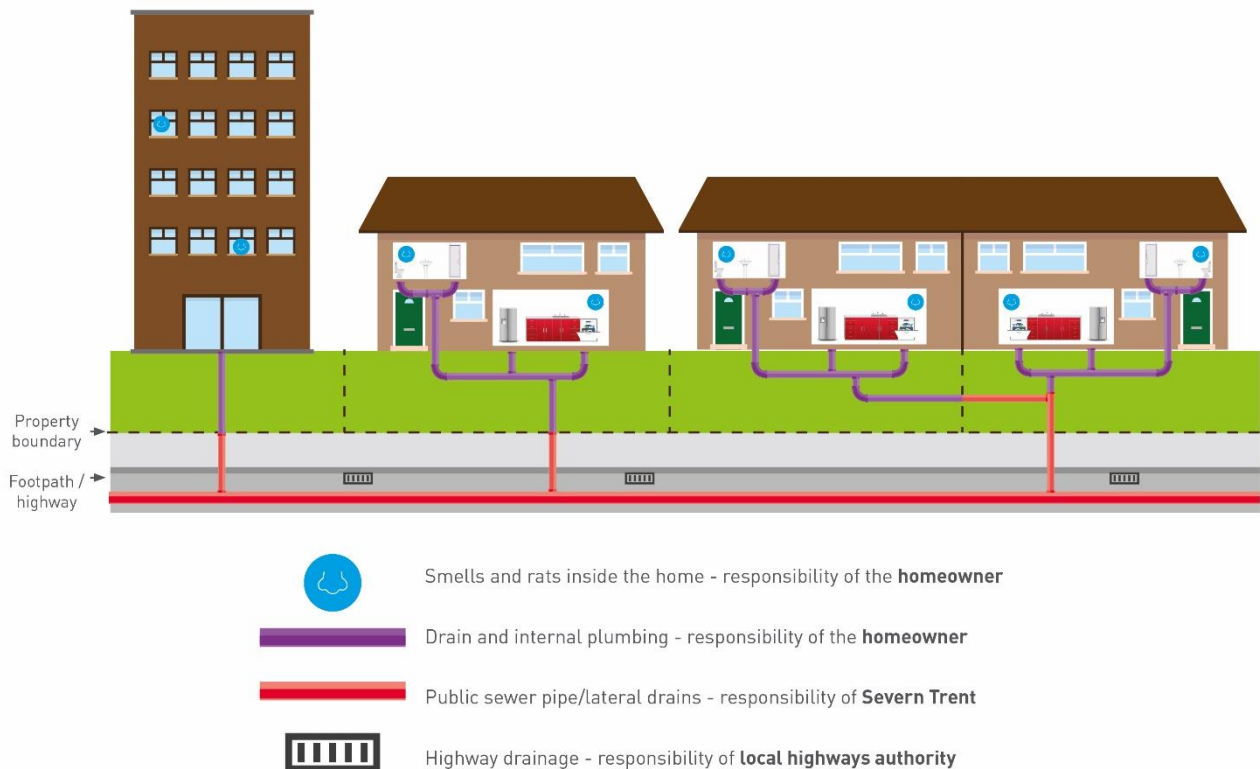 Property
boundary
Footpath /
highway
Smells and rats inside the home - responsibility of the homeowner
Drain and internal plumbing - responsibility of the homeowner
Public sewer pipe/lateral drains - responsibility of Severn Trent
Highway drainage - responsibility of local highways authority